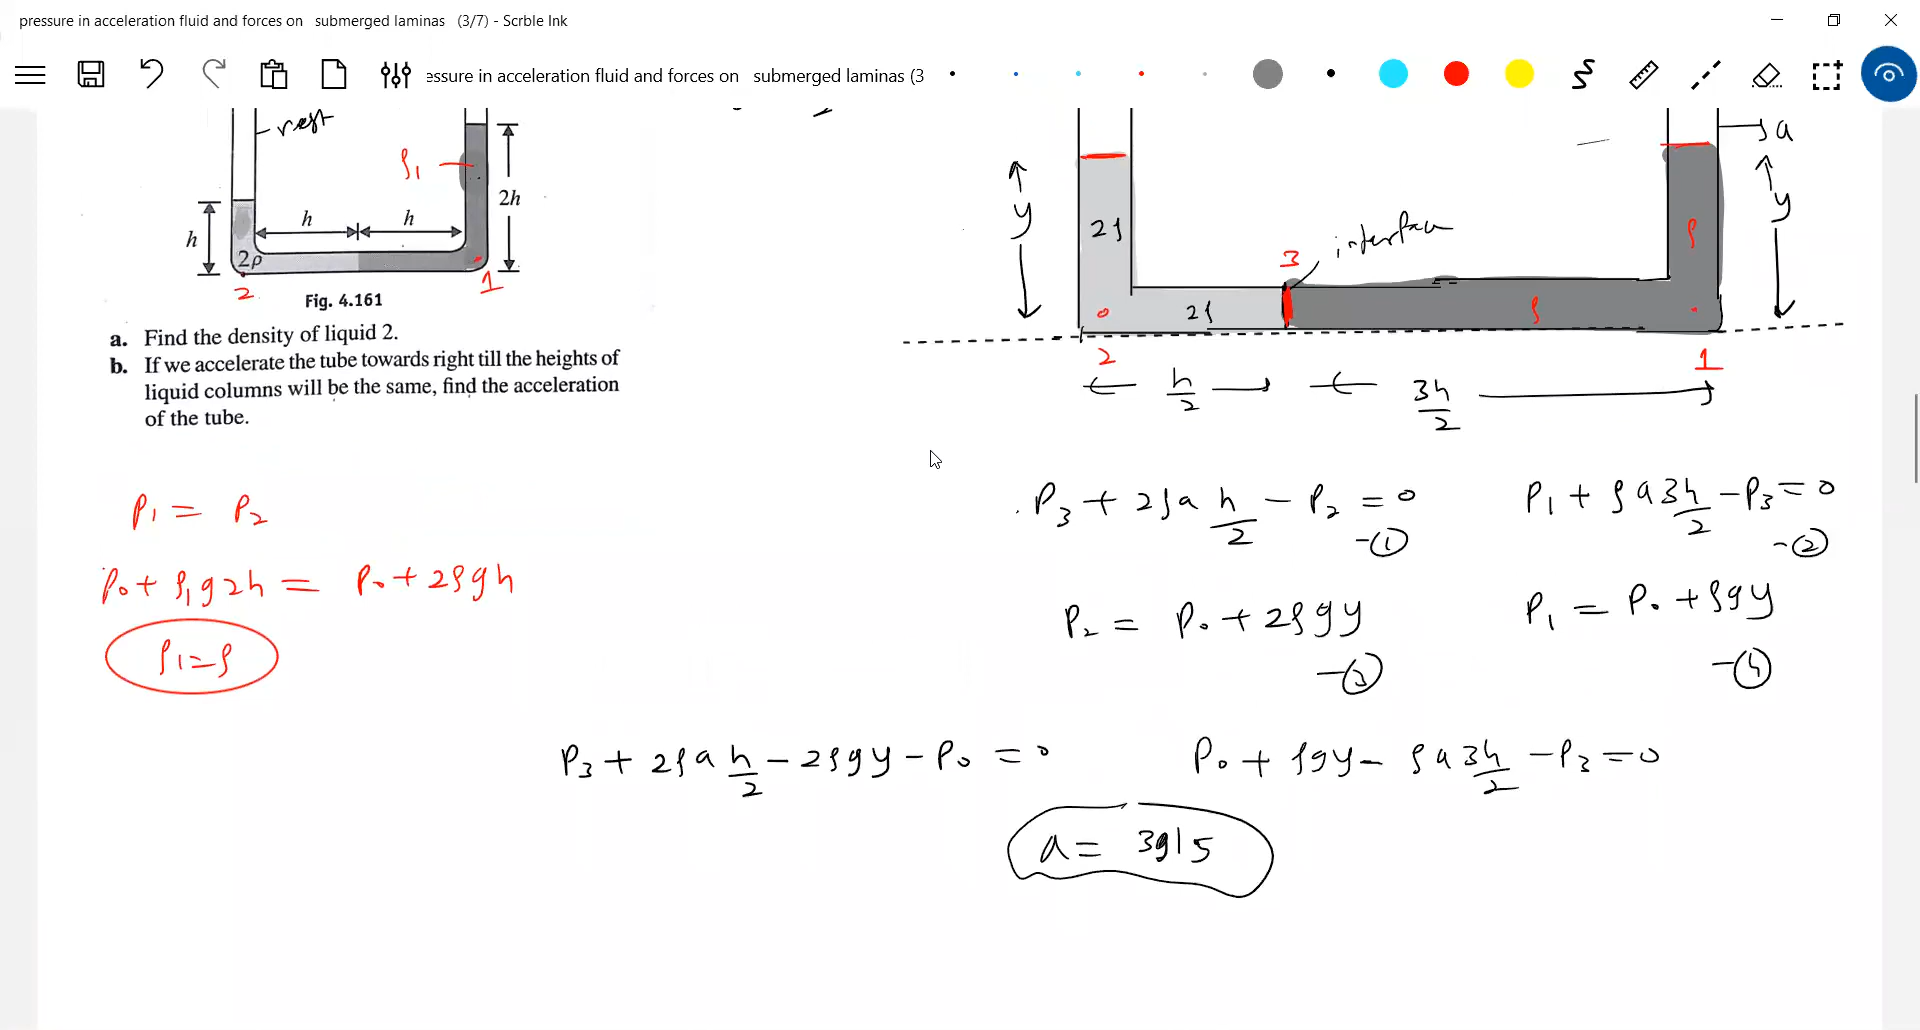 pressure in acceleration fluid and forces on submerged laminas (3/7) - Scrble Ink
essure in acceleration fluid and forces on submerged laminas (3
rest
ρ₁
2h
h
h
h
2ρ
2
1
Fig. 4.161
a. Find the density of liquid 2.
b. If we accelerate the tube towards right till the heights of
liquid columns will be the same, find the acceleration
of the tube.
P₁ = P₂
P₀ + ρ₁g2h = P₀ + 2ρgh
ρ₁=ρ
a
y
y
2ρ
ρ
3
interface
2ρ
ρ
2
1
h/2
3h/2
P₃ + 2ρa h/2 - P₂ = 0 -①
P₁ + ρa3h/2 - P₃ = 0 -②
P₂ = P₀ + 2ρgy -③
P₁ = P₀ + ρgy -④
P₃ + 2ρa h/2 - 2ρgy - P₀ = 0
P₀ + ρgy - ρa3h/2 - P₃ = 0
a = 3g/5